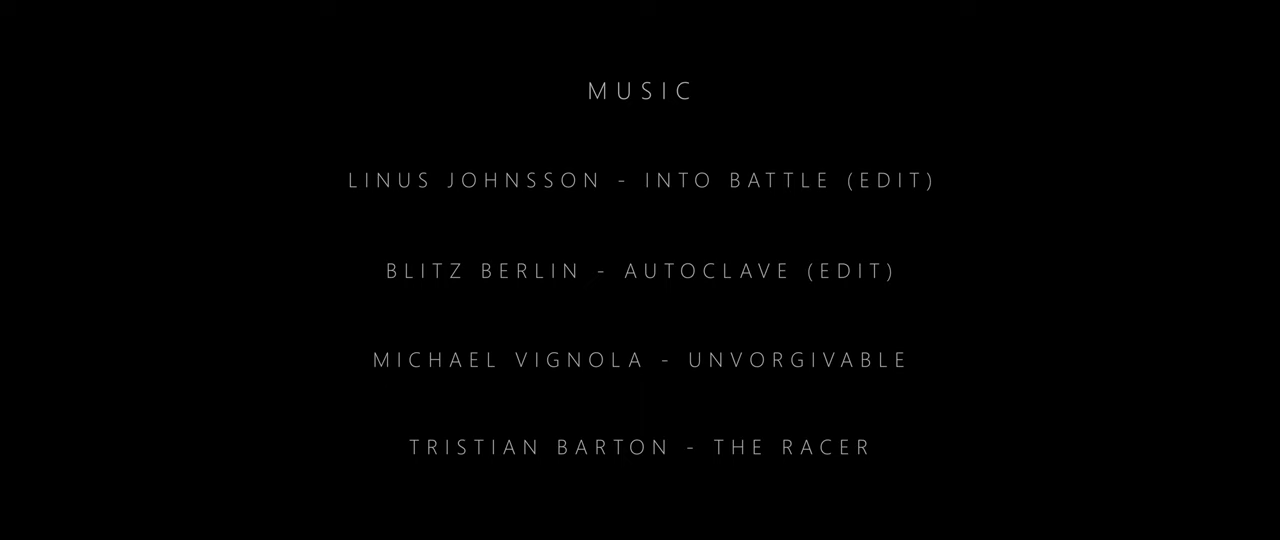 MUSIC
LINUS JOHNSSON - INTO BATTLE (EDIT)
BLITZ BERLIN - AUTOCLAVE (EDIT)
MICHAEL VIGNOLA - UNVORGIVABLE
TRISTIAN BARTON - THE RACER